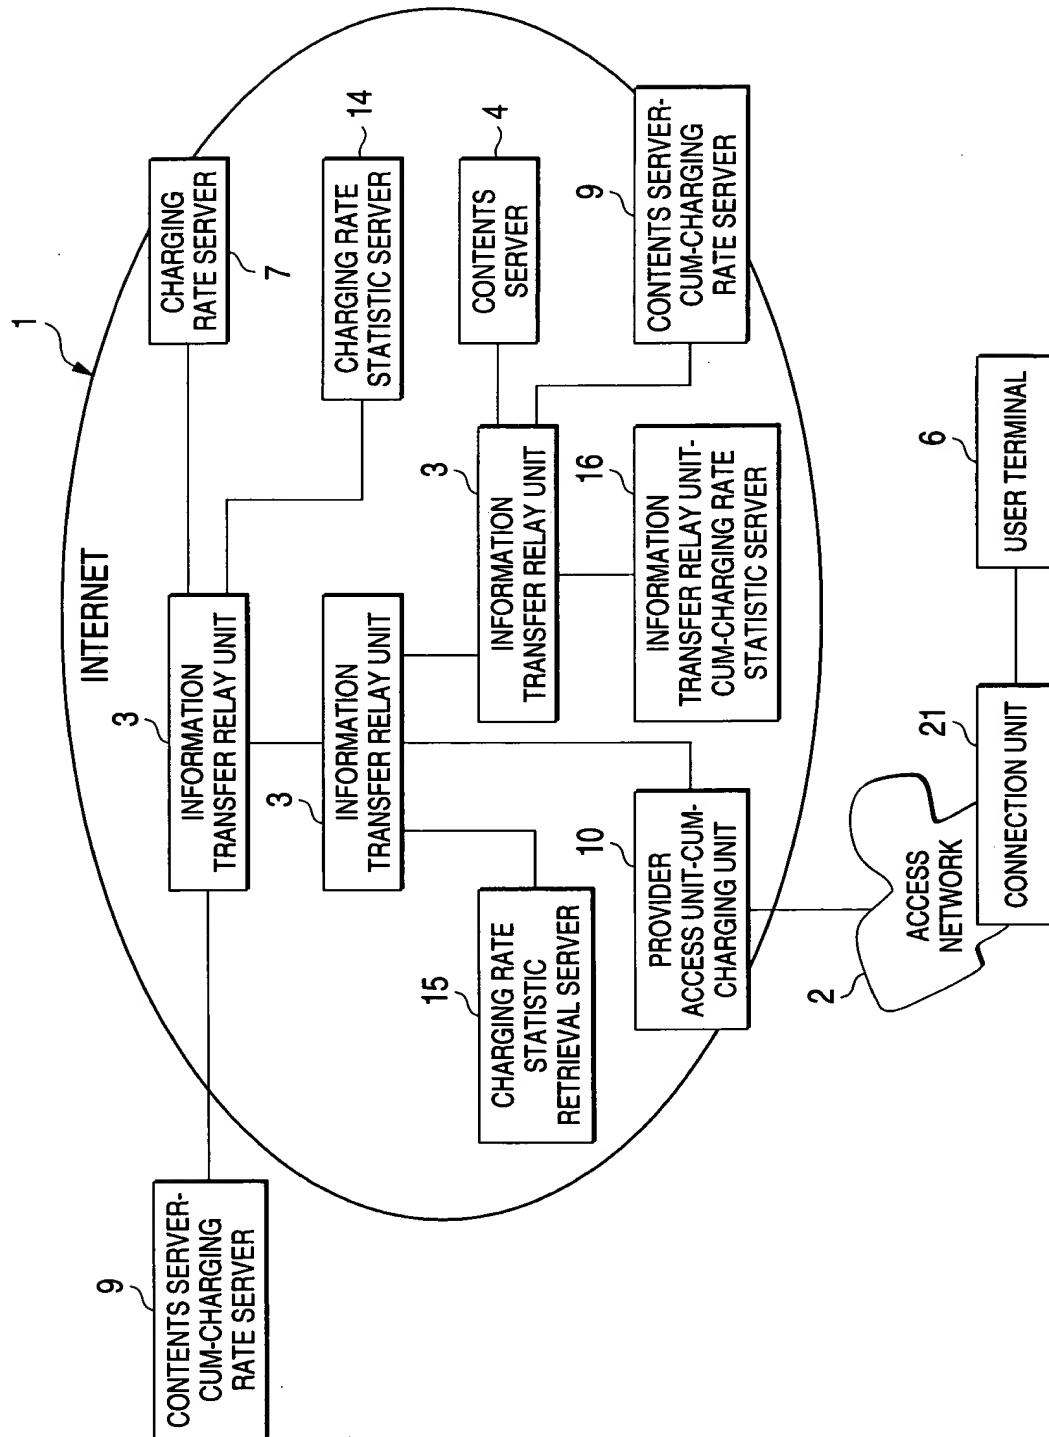 1
INTERNET
9
CONTENTS SERVER-
CUM-CHARGING
RATE SERVER
3
INFORMATION
TRANSFER RELAY UNIT
CHARGING
RATE SERVER
7
3
INFORMATION
TRANSFER RELAY UNIT
CHARGING RATE
STATISTIC SERVER
14
15
CHARGING RATE
STATISTIC
RETRIEVAL SERVER
3
INFORMATION
TRANSFER RELAY UNIT
CONTENTS
SERVER
4
10
PROVIDER
ACCESS UNIT-CUM-
CHARGING UNIT
16
INFORMATION
TRANSFER RELAY UNIT-
CUM-CHARGING RATE
STATISTIC SERVER
9
CONTENTS SERVER-
CUM-CHARGING
RATE SERVER
2
ACCESS
NETWORK
21
CONNECTION UNIT
6
USER TERMINAL